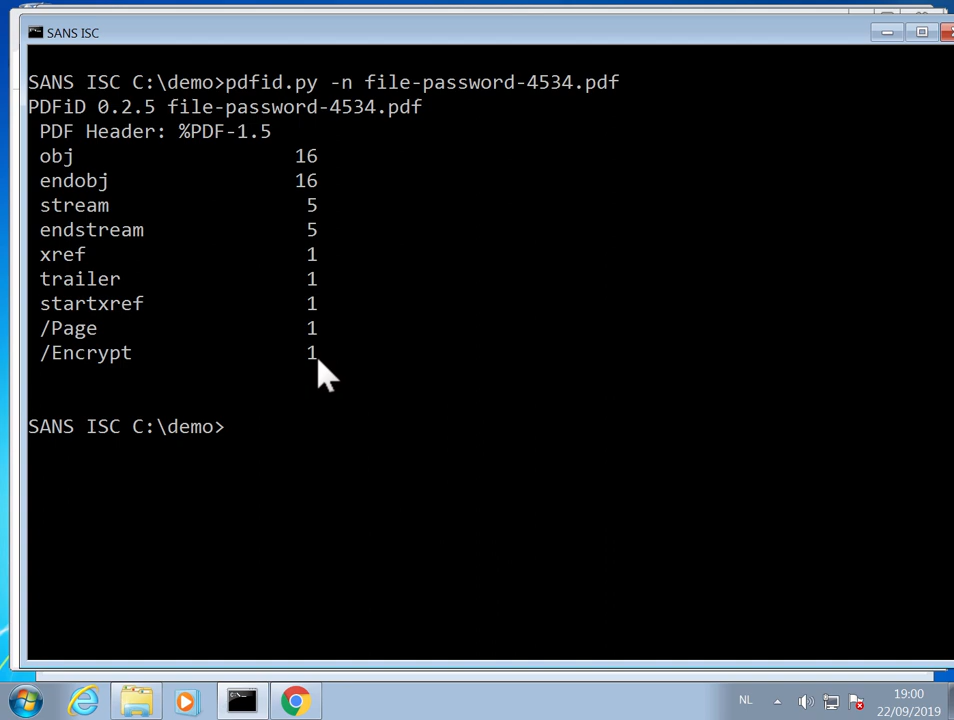 SANS ISC
SANS ISC C:\demo>pdfid.py -n file-password-4534.pdf
PDFiD 0.2.5 file-password-4534.pdf
PDF Header: %PDF-1.5
obj 16
endobj 16
stream 5
endstream 5
xref 1
trailer 1
startxref 1
/Page 1
/Encrypt 1
SANS ISC C:\demo>
NL
19:00
22/09/2019